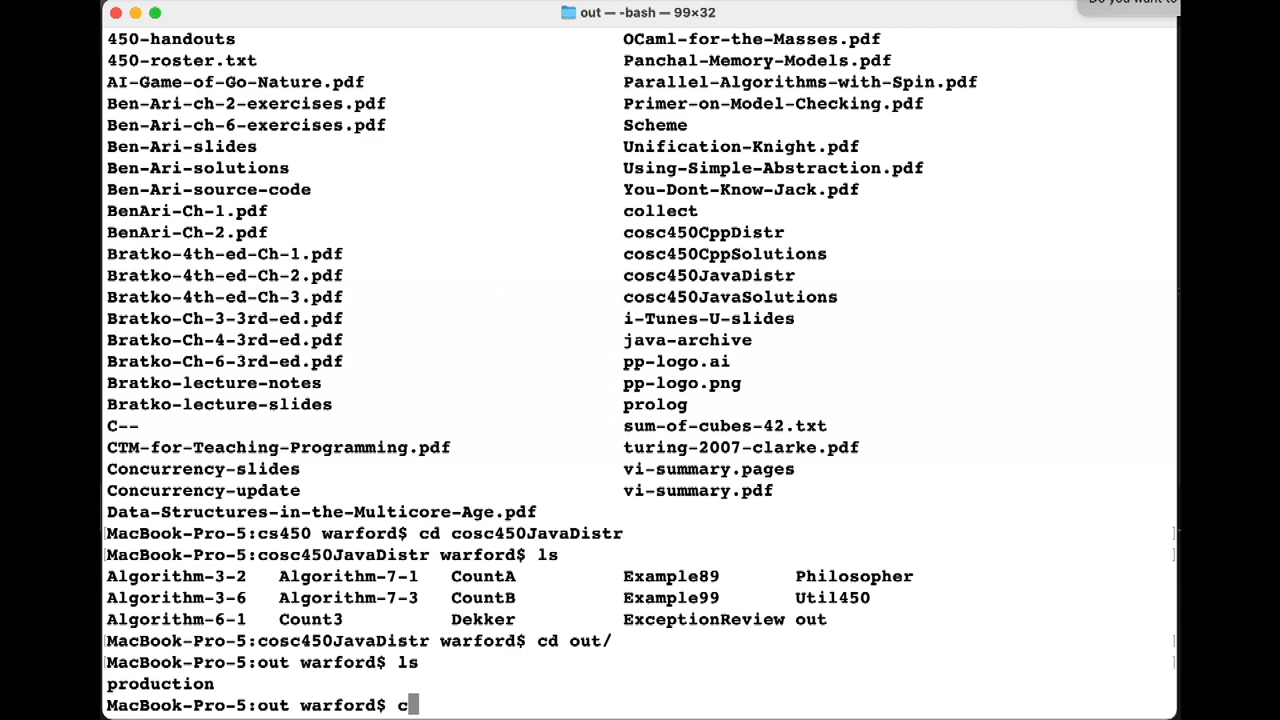 Do you want to
out — -bash — 99×32
450-handouts OCaml-for-the-Masses.pdf
450-roster.txt Panchal-Memory-Models.pdf
AI-Game-of-Go-Nature.pdf Parallel-Algorithms-with-Spin.pdf
Ben-Ari-ch-2-exercises.pdf Primer-on-Model-Checking.pdf
Ben-Ari-ch-6-exercises.pdf Scheme
Ben-Ari-slides Unification-Knight.pdf
Ben-Ari-solutions Using-Simple-Abstraction.pdf
Ben-Ari-source-code You-Dont-Know-Jack.pdf
BenAri-Ch-1.pdf collect
BenAri-Ch-2.pdf cosc450CppDistr
Bratko-4th-ed-Ch-1.pdf cosc450CppSolutions
Bratko-4th-ed-Ch-2.pdf cosc450JavaDistr
Bratko-4th-ed-Ch-3.pdf cosc450JavaSolutions
Bratko-Ch-3-3rd-ed.pdf i-Tunes-U-slides
Bratko-Ch-4-3rd-ed.pdf java-archive
Bratko-Ch-6-3rd-ed.pdf pp-logo.ai
Bratko-lecture-notes pp-logo.png
Bratko-lecture-slides prolog
C-- sum-of-cubes-42.txt
CTM-for-Teaching-Programming.pdf turing-2007-clarke.pdf
Concurrency-slides vi-summary.pages
Concurrency-update vi-summary.pdf
Data-Structures-in-the-Multicore-Age.pdf
[MacBook-Pro-5:cs450 warford$ cd cosc450JavaDistr ]
[MacBook-Pro-5:cosc450JavaDistr warford$ ls ]
Algorithm-3-2 Algorithm-7-1 CountA Example89 Philosopher
Algorithm-3-6 Algorithm-7-3 CountB Example99 Util450
Algorithm-6-1 Count3 Dekker ExceptionReview out
[MacBook-Pro-5:cosc450JavaDistr warford$ cd out/ ]
[MacBook-Pro-5:out warford$ ls ]
production
MacBook-Pro-5:out warford$ c